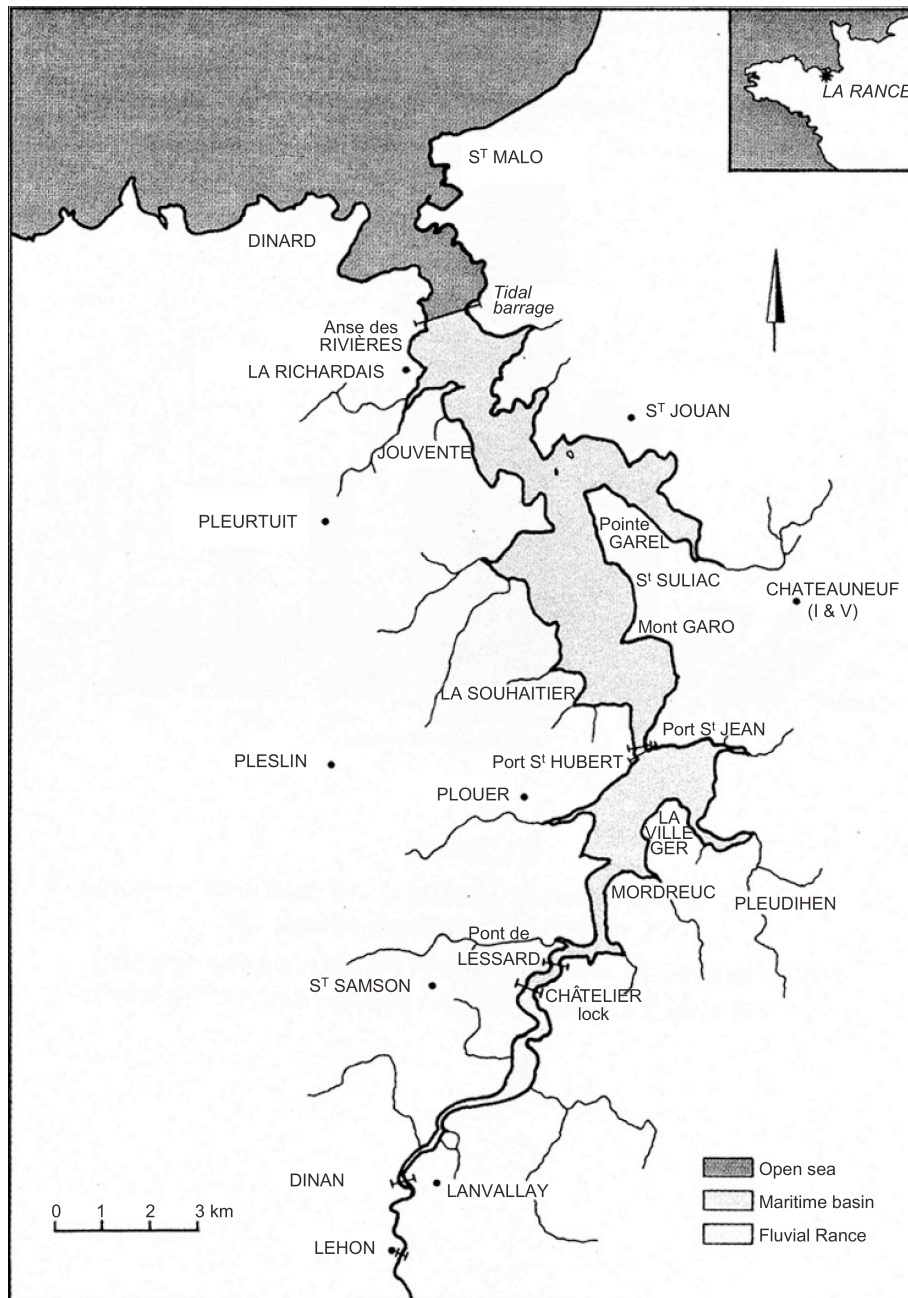 LA RANCE
Sᵀ MALO
DINARD
Tidal
barrage
Anse des
RIVIÈRES
LA RICHARDAIS
Sᵀ JOUAN
JOUVENTE
PLEURTUIT
Pointe
GAREL
Sᵗ SULIAC
CHATEAUNEUF
(I & V)
Mont GARO
LA SOUHAITIER
Port Sᵗ JEAN
Port Sᵗ HUBERT
PLESLIN
PLOUER
LA
VILLE
GER
MORDREUC
PLEUDIHEN
Pont de
LESSARD
Sᵀ SAMSON
CHÂTELIER
lock
DINAN
LANVALLAY
LEHON
0 1 2 3 km
Open sea
Maritime basin
Fluvial Rance